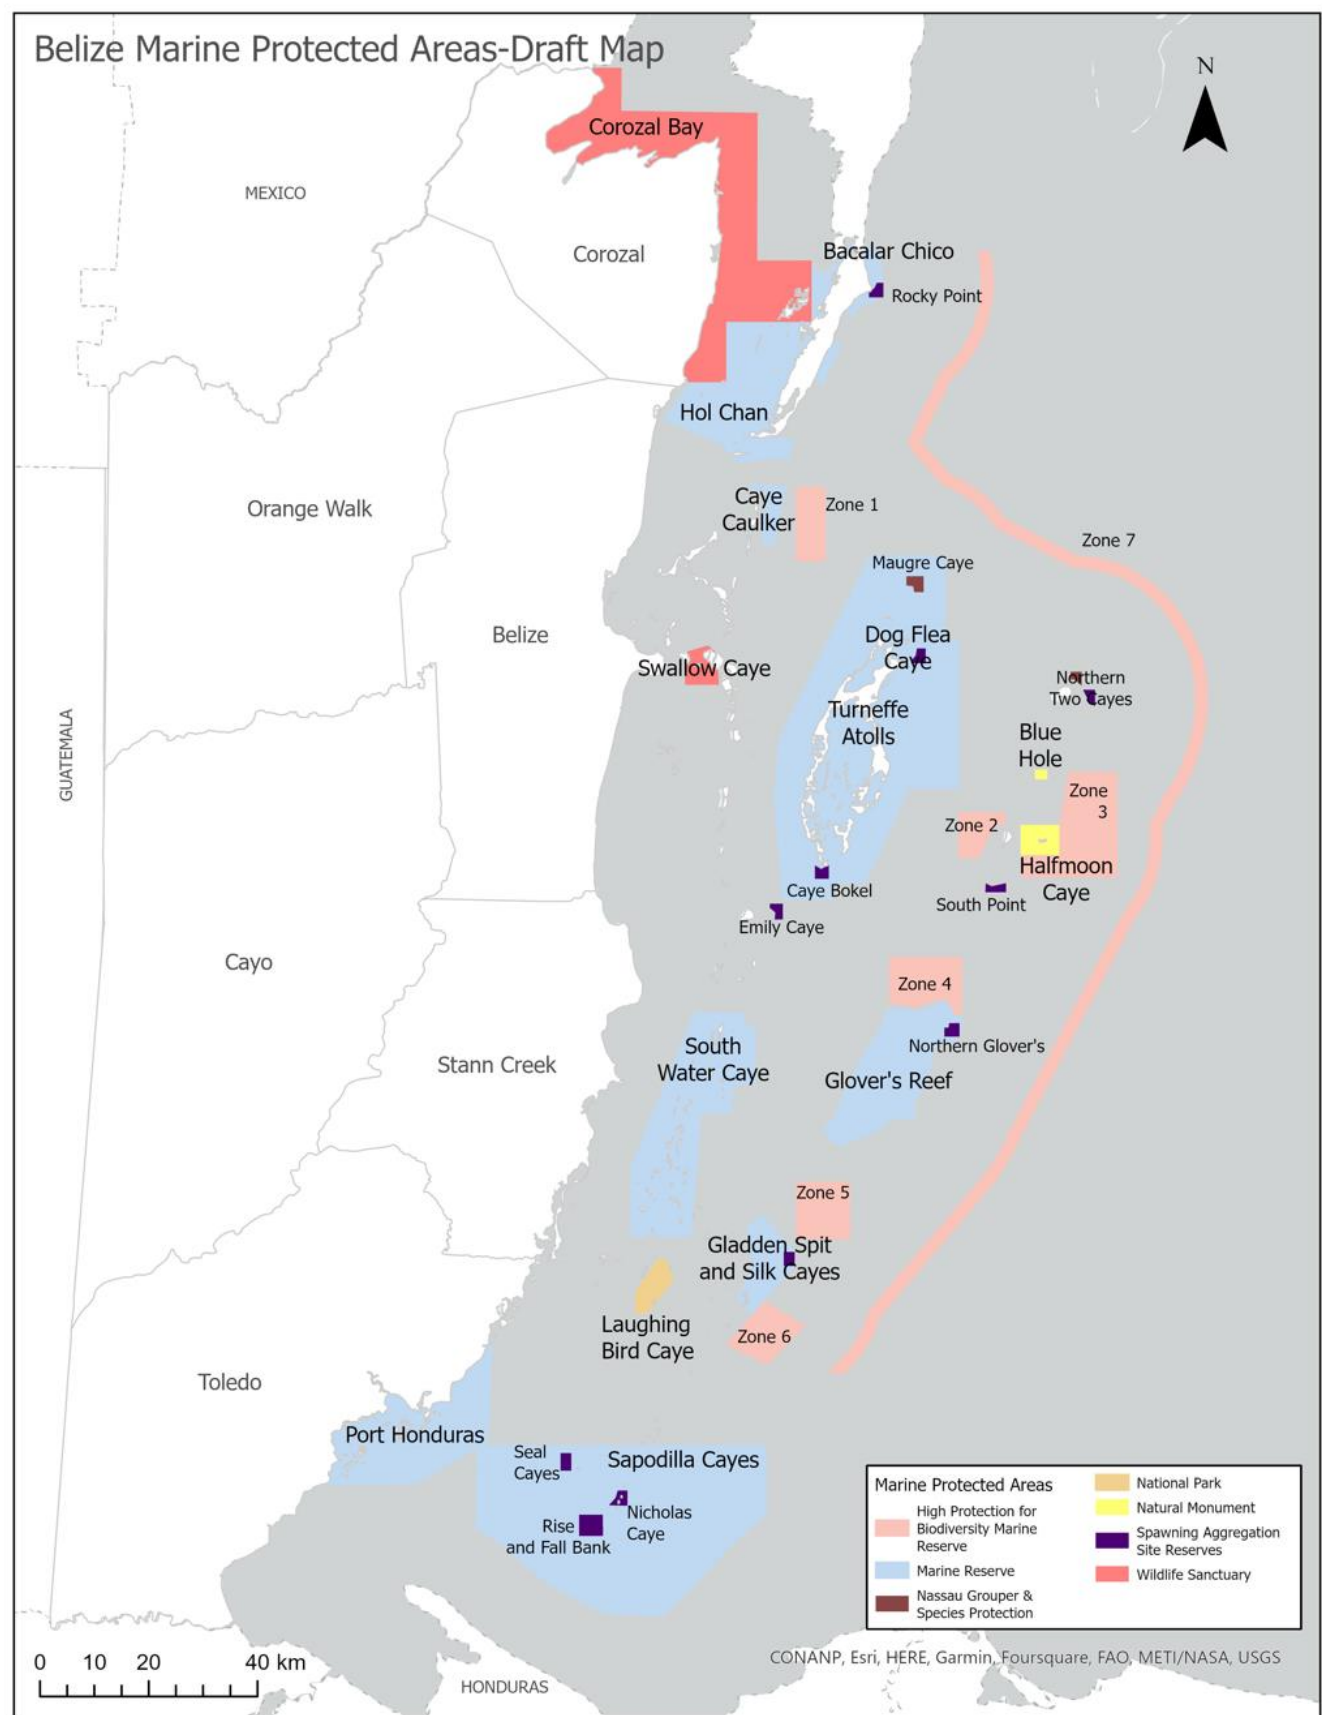 Belize Marine Protected Areas-Draft Map
N
Corozal Bay
MEXICO
Corozal
Bacalar Chico
Rocky Point
Hol Chan
Caye
Caulker
Zone 1
Orange Walk
Zone 7
Maugre Caye
Belize
Dog Flea
Caye
Swallow Caye
Northern
Two Cayes
Turneffe
Atolls
GUATEMALA
Blue
Hole
Zone
3
Zone 2
Halfmoon
Caye
Caye Bokel
South Point
Emily Caye
Cayo
Zone 4
Northern Glover's
South
Water Caye
Stann Creek
Glover's Reef
Zone 5
Gladden Spit
and Silk Cayes
Laughing
Bird Caye
Zone 6
Toledo
Port Honduras
Seal
Cayes
Sapodilla Cayes
Nicholas
Caye
Rise
and Fall Bank
Marine Protected Areas
High Protection for
Biodiversity Marine
Reserve
Marine Reserve
Nassau Grouper &
Species Protection
National Park
Natural Monument
Spawning Aggregation
Site Reserves
Wildlife Sanctuary
0 10 20 40 km
HONDURAS
CONANP, Esri, HERE, Garmin, Foursquare, FAO, METI/NASA, USGS